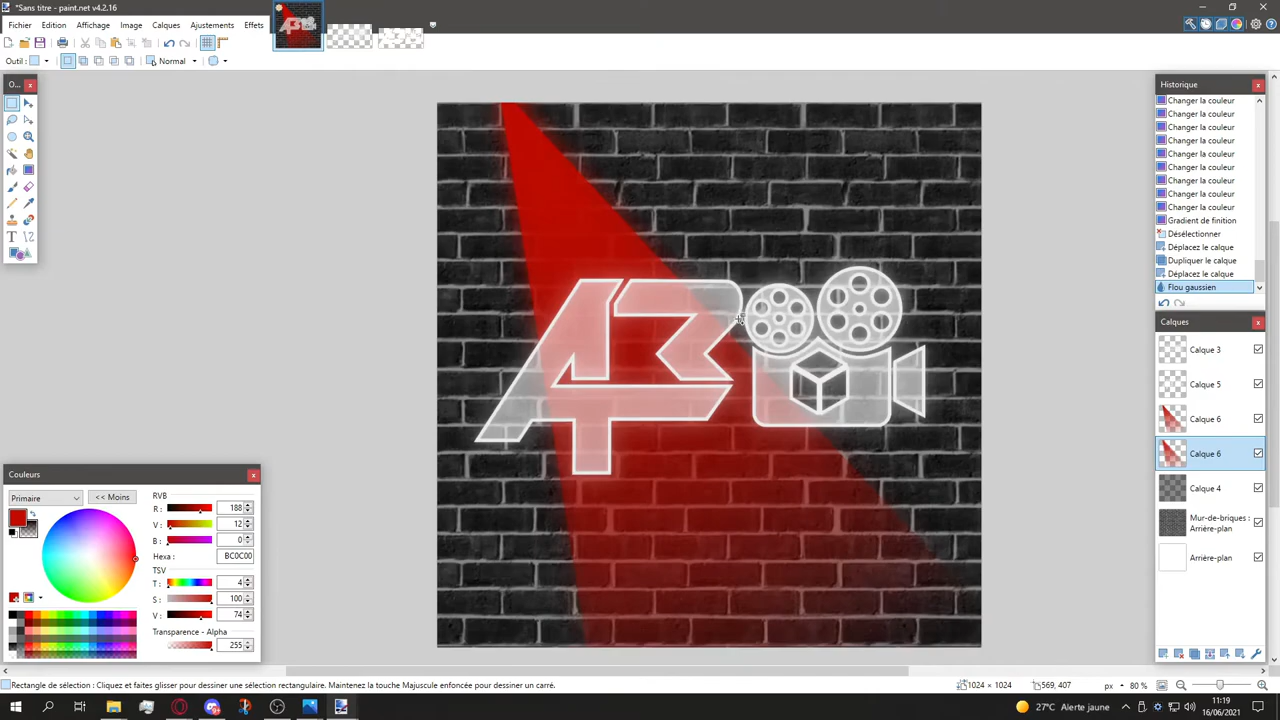 *Sans titre - paint.net v4.2.16
Fichier Edition Affichage Image Calques Ajustements Effets
Outil : Normal
O...
Historique
Changer la couleur
Changer la couleur
Changer la couleur
Changer la couleur
Changer la couleur
Changer la couleur
Changer la couleur
Changer la couleur
Changer la couleur
Gradient de finition
Désélectionner
Déplacez le calque
Dupliquer le calque
Déplacez le calque
Flou gaussien
AB
Calques
Calque 3
Calque 5
Calque 6
Calque 6
Calque 4
Mur-de-briques :
Arrière-plan
Arrière-plan
Couleurs
Primaire << Moins
RVB
R : 188
V : 12
B : 0
Hexa : BC0C00
TSV
T : 4
S : 100
V : 74
Transparence - Alpha
255
Rectangle de sélection : Cliquez et faites glisser pour dessiner une sélection rectangulaire. Maintenez la touche Majuscule enfoncée pour dessiner un carré. 1024 × 1024 569, 407 px 80 %
27°C Alerte jaune 11:19
16/06/2021